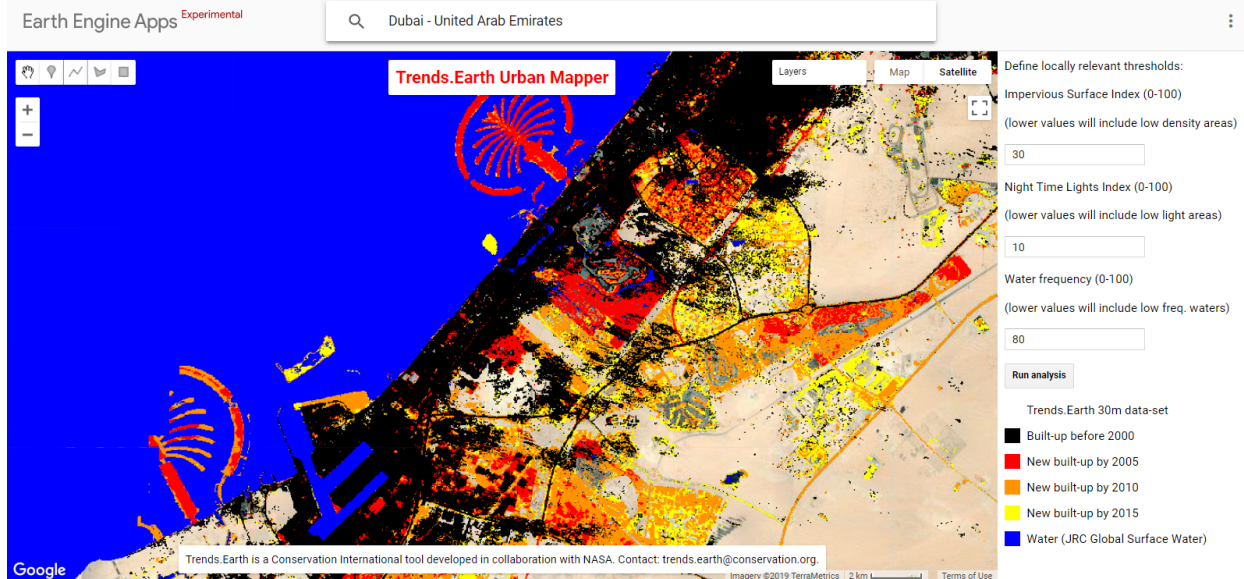 Earth Engine Apps Experimental
Dubai - United Arab Emirates
Trends.Earth Urban Mapper
Layers
Map
Satellite
+
−
Define locally relevant thresholds:
Impervious Surface Index (0-100)
(lower values will include low density areas)
30
Night Time Lights Index (0-100)
(lower values will include low light areas)
10
Water frequency (0-100)
(lower values will include low freq. waters)
80
Run analysis
Trends.Earth 30m data-set
Built-up before 2000
New built-up by 2005
New built-up by 2010
New built-up by 2015
Water (JRC Global Surface Water)
Trends.Earth is a Conservation International tool developed in collaboration with NASA. Contact: trends.earth@conservation.org.
Google
Imagery ©2019 TerraMetrics
2 km
Terms of Use